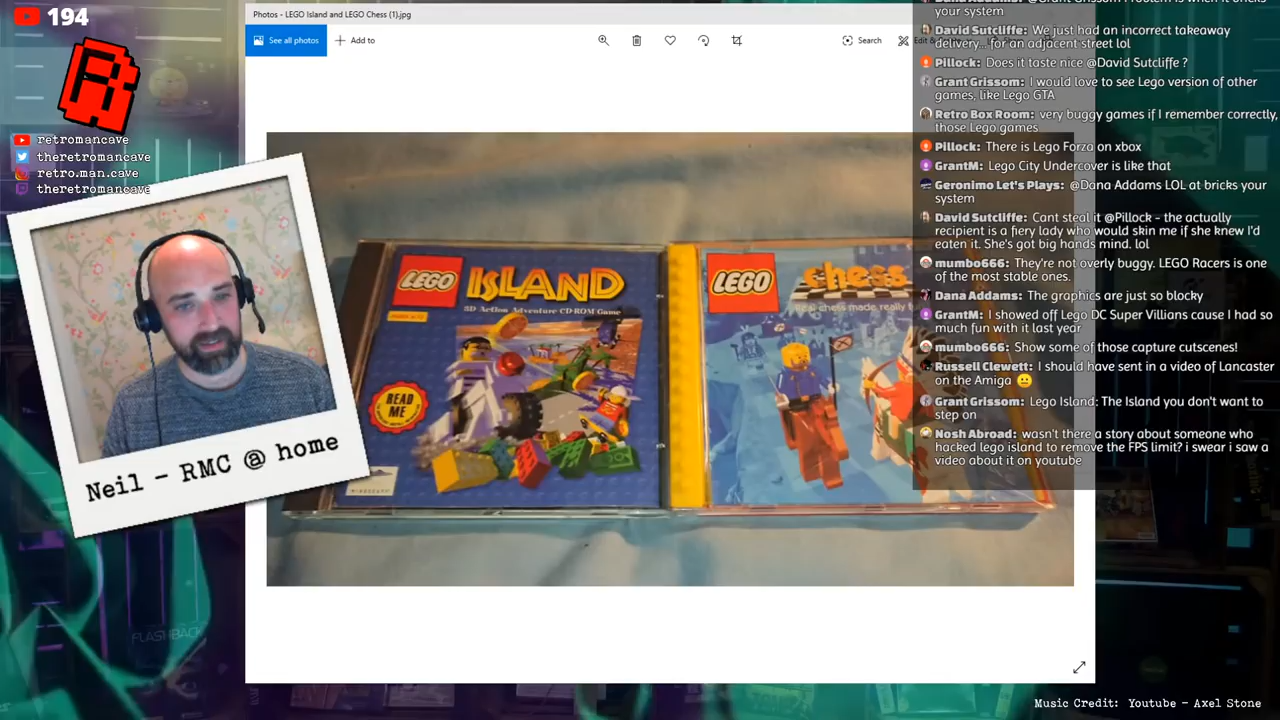 194
retromancave
theretromancave
retro.man.cave
theretromancave
Neil - RMC @ home
Photos - LEGO Island and LEGO Chess (1).jpg
See all photos
Add to
Search
Edit &
LEGO
ISLAND
3D Action Adventure CD-ROM Game
READ
ME
MINDSCAPE
LEGO
chess
Real chess made really f
your system
David Sutcliffe: We just had an incorrect takeaway
delivery... for an adjacent street lol
Pillock: Does it taste nice @David Sutcliffe ?
Grant Grissom: I would love to see Lego version of other
games, like Lego GTA
Retro Box Room: very buggy games if I remember correctly,
those Lego games
Pillock: There is Lego Forza on xbox
GrantM: Lego City Undercover is like that
Geronimo Let's Plays: @Dana Addams LOL at bricks your
system
David Sutcliffe: Cant steal it @Pillock - the actually
recipient is a fiery lady who would skin me if she knew I'd
eaten it. She's got big hands mind. lol
mumbo666: They're not overly buggy. LEGO Racers is one
of the most stable ones.
Dana Addams: The graphics are just so blocky
GrantM: I showed off Lego DC Super Villians cause I had so
much fun with it last year
mumbo666: Show some of those capture cutscenes!
Russell Clewett: I should have sent in a video of Lancaster
on the Amiga
Grant Grissom: Lego Island: The Island you don't want to
step on
Nosh Abroad: wasn't there a story about someone who
hacked lego island to remove the FPS limit? i swear i saw a
video about it on youtube
FLASHBACK
Music Credit: Youtube - Axel Stone